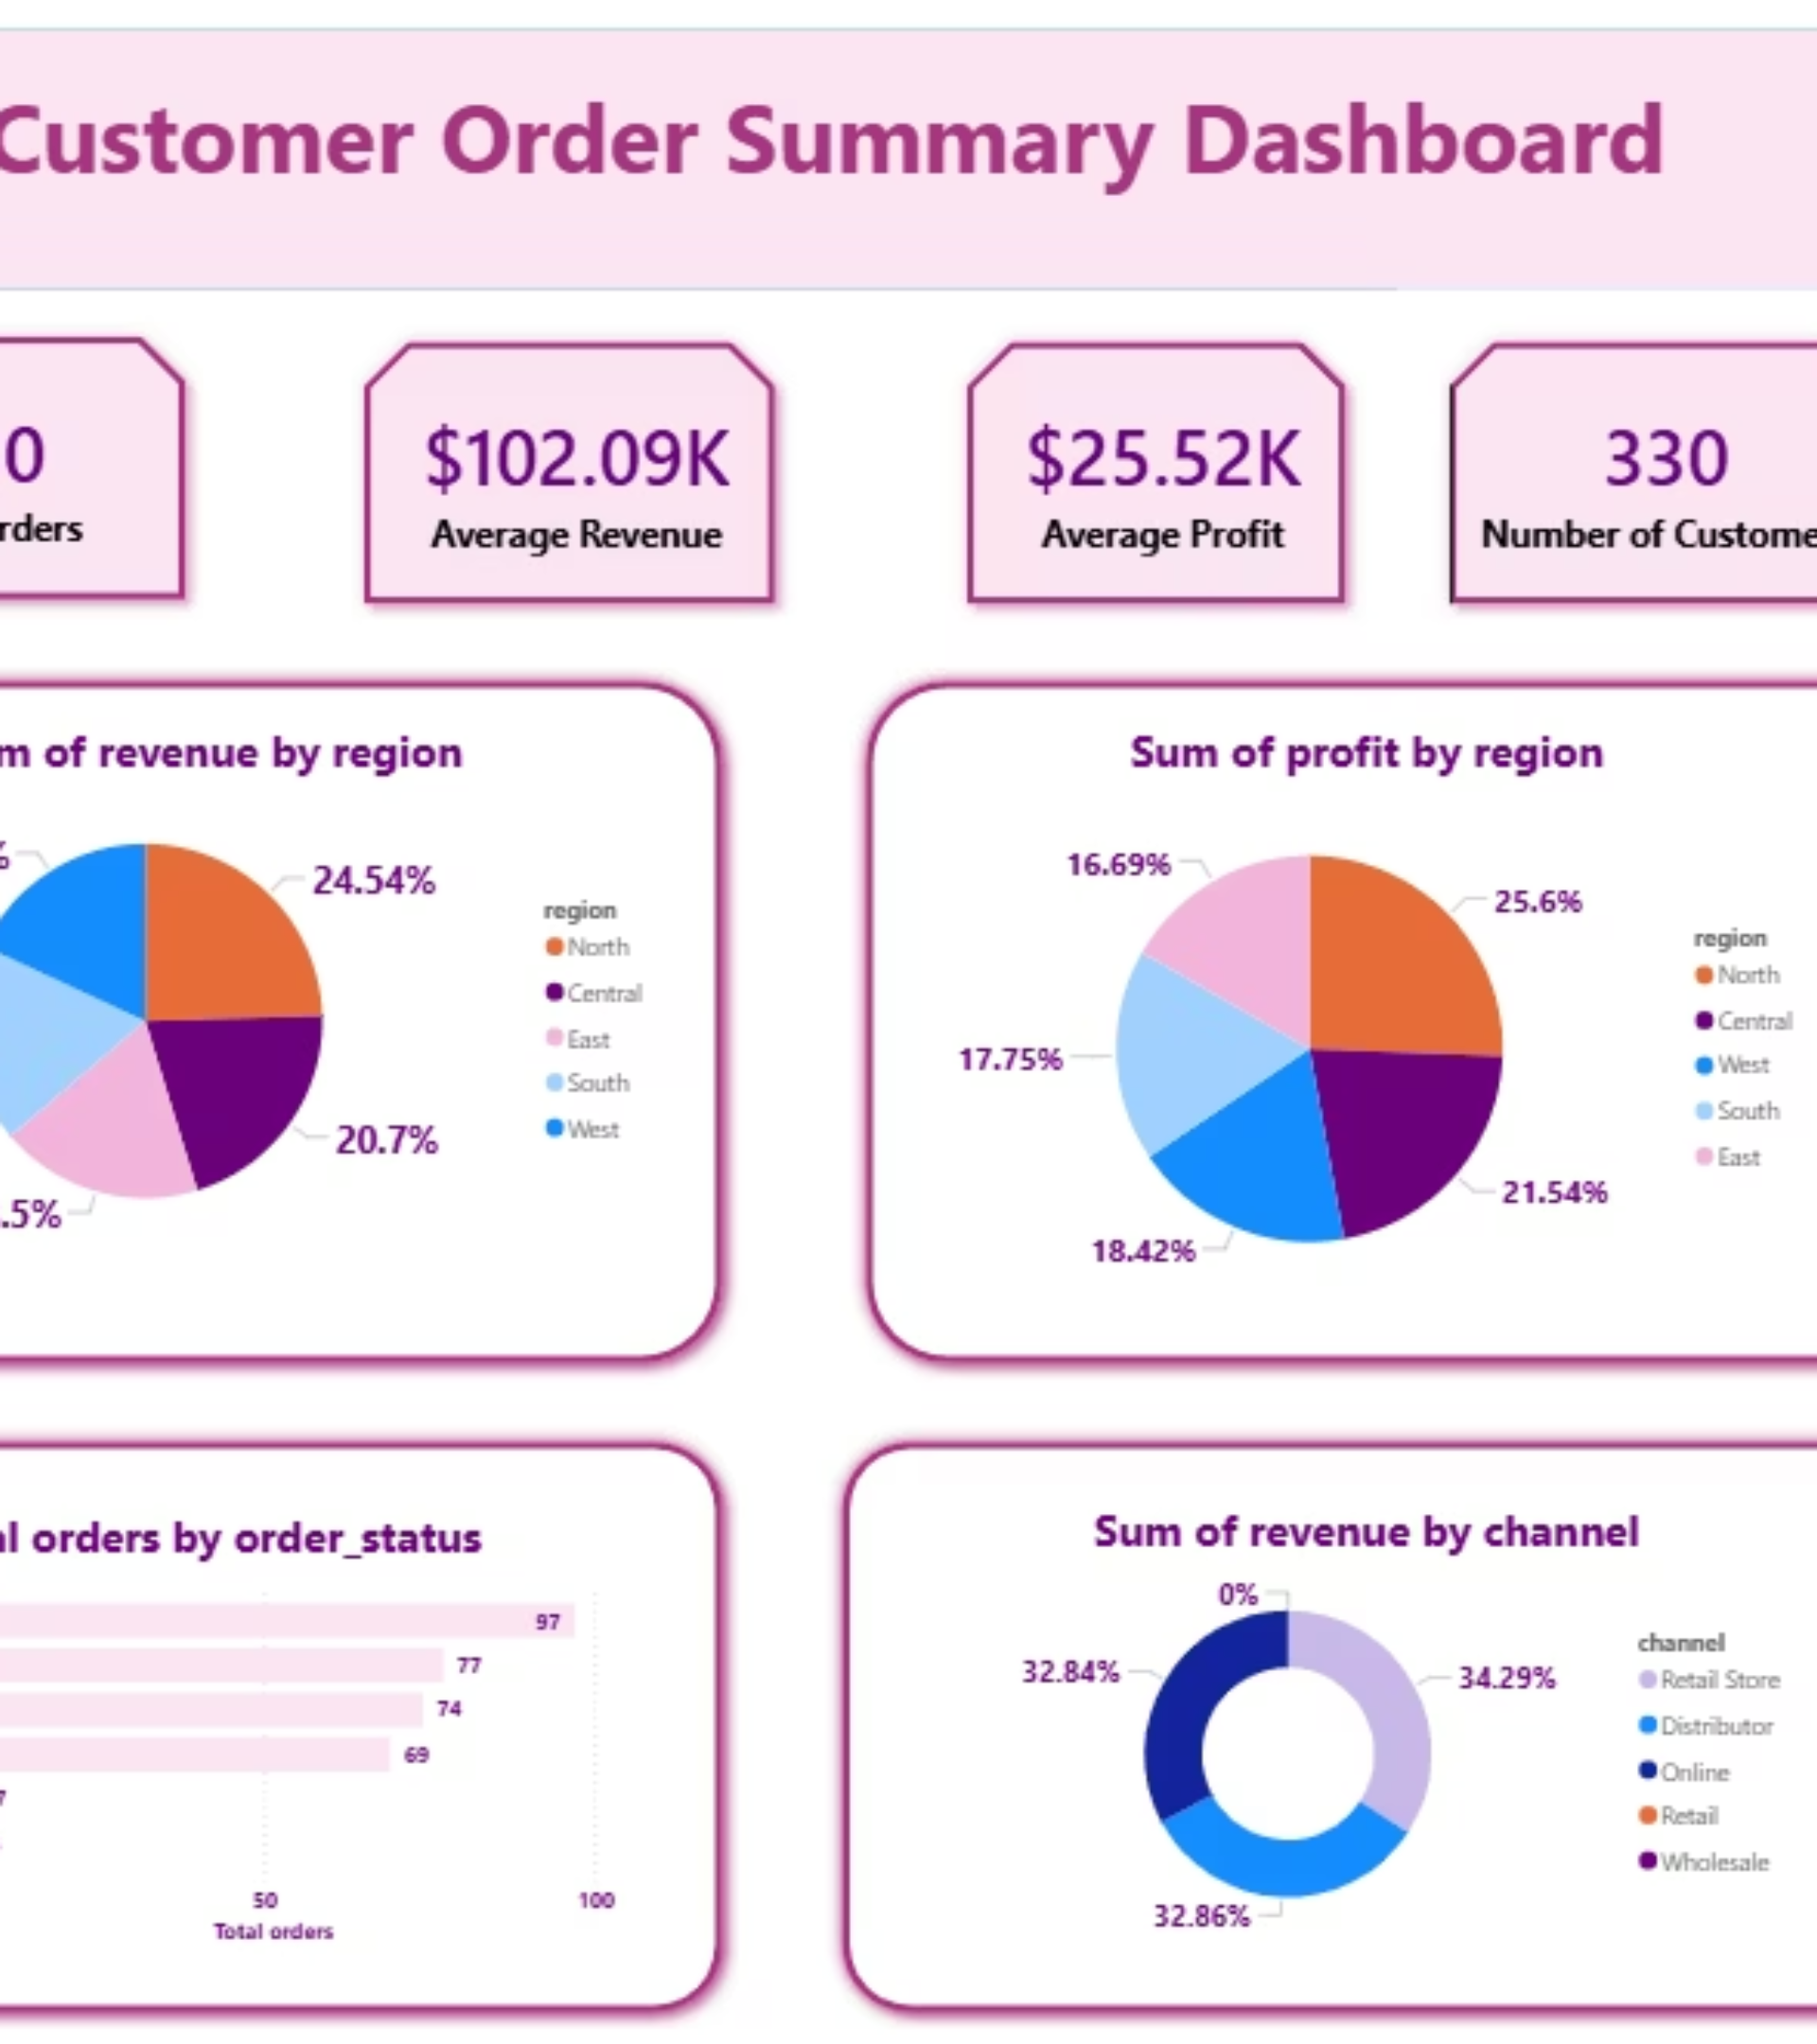 Customer Order Summary Dashboard
0
$102.09K
Average Revenue
$25.52K
Average Profit
330
Number of
of revenue by region
24.54%
20.7%
.5%
region
North
Central
East
South
West
Sum of profit by region
16.69%
25.6%
17.75%
21.54%
18.42%
region
North
Central
West
South
East
orders by order_status
97
77
74
69
7
50
100
Total orders
Sum of revenue by channel
0%
32.84%
34.29%
32.86%
channel
Retail Store
Distributor
Online
Retail
Wholesale